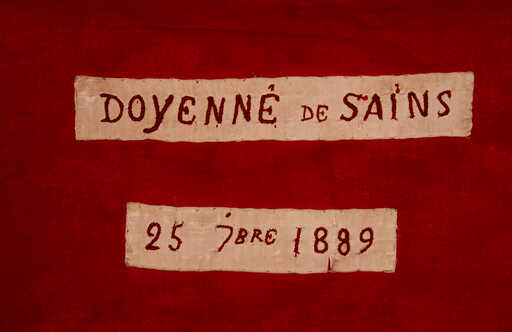 DOYENNÉ DE SAINS
25 7BRE 1889